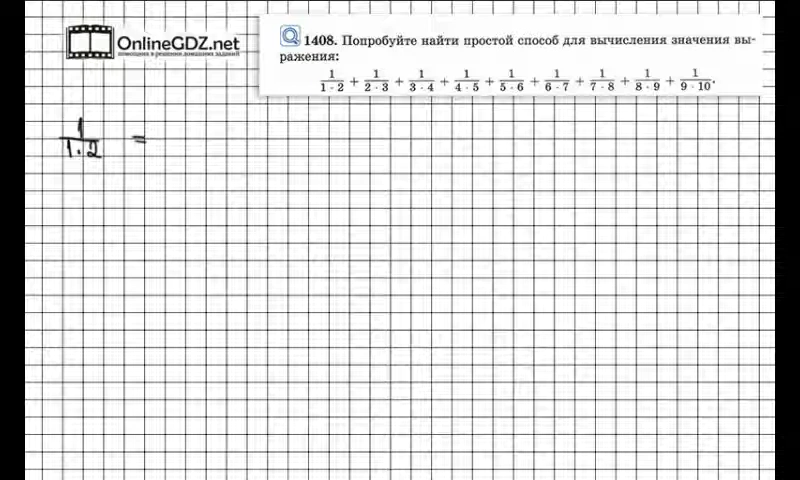 OnlineGDZ.net
1408. Попробуйте найти простой способ для вычисления значения вы-
ражения:
1/(1 · 2) + 1/(2 · 3) + 1/(3 · 4) + 1/(4 · 5) + 1/(5 · 6) + 1/(6 · 7) + 1/(7 · 8) + 1/(8 · 9) + 1/(9 · 10).
1/(1 · 2) =